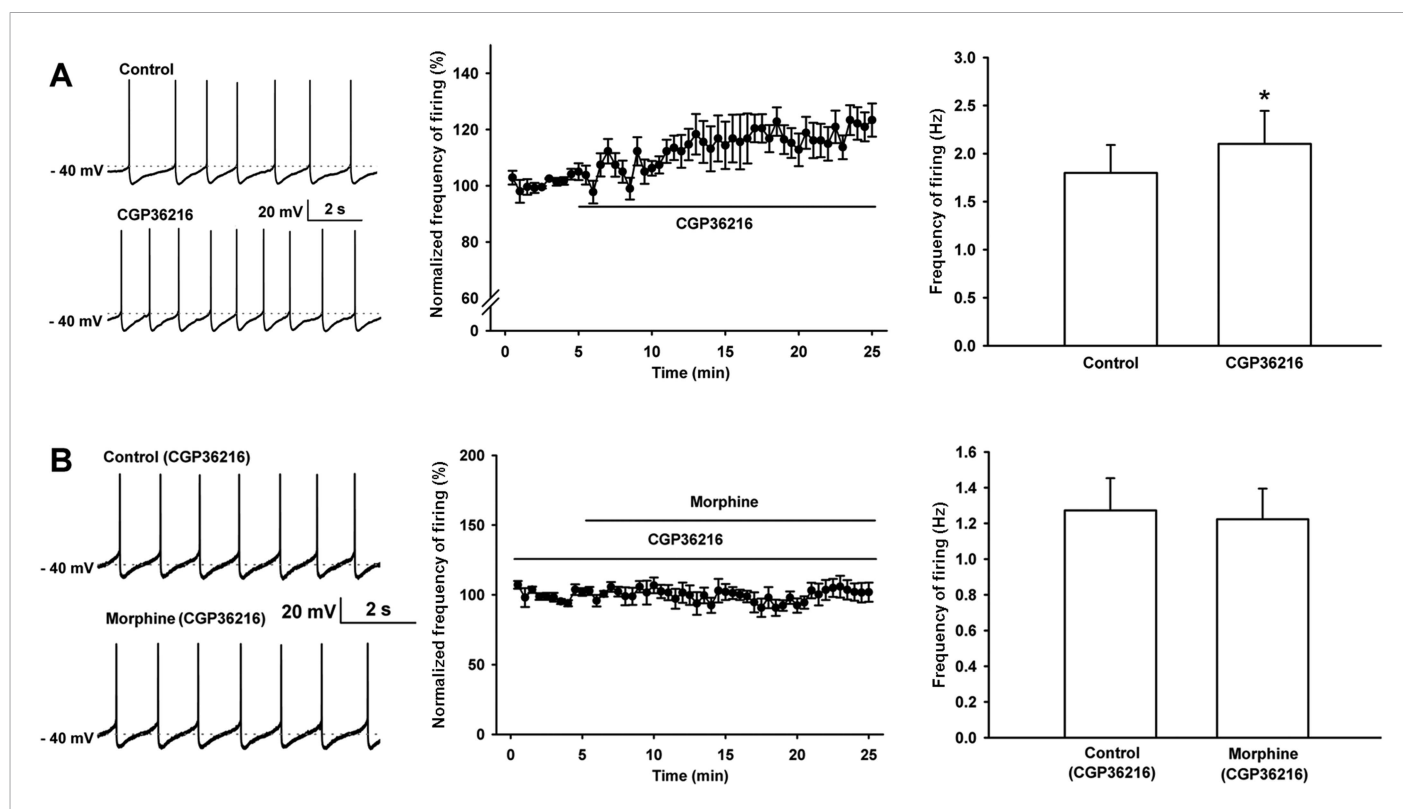 A
Control
- 40 mV
20 mV
2 s
CGP36216
- 40 mV
Normalized frequency of firing (%)
140
120
100
80
60
0
CGP36216
0 5 10 15 20 25
Time (min)
Frequency of firing (Hz)
3.0
2.5
2.0
1.5
1.0
0.5
0.0
*
Control CGP36216
B
Control (CGP36216)
- 40 mV
Morphine (CGP36216)
20 mV
2 s
- 40 mV
Normalized frequency of firing (%)
200
150
100
50
0
Morphine
CGP36216
0 5 10 15 20 25
Time (min)
Frequency of firing (Hz)
1.6
1.4
1.2
1.0
0.8
0.6
0.4
0.2
0.0
Control
(CGP36216)
Morphine
(CGP36216)